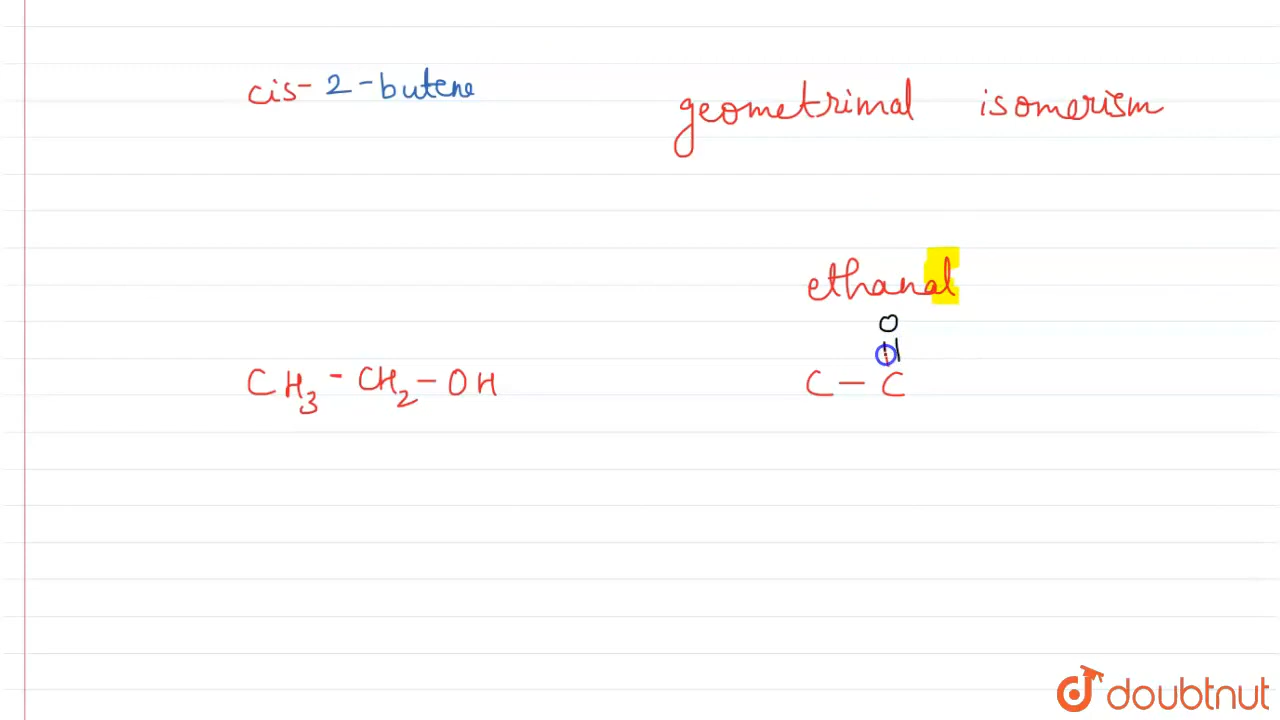 cis-2-butene
geometrimal isomerism
ethanal
O
CH3-CH2-OH
C-C
doubtnut